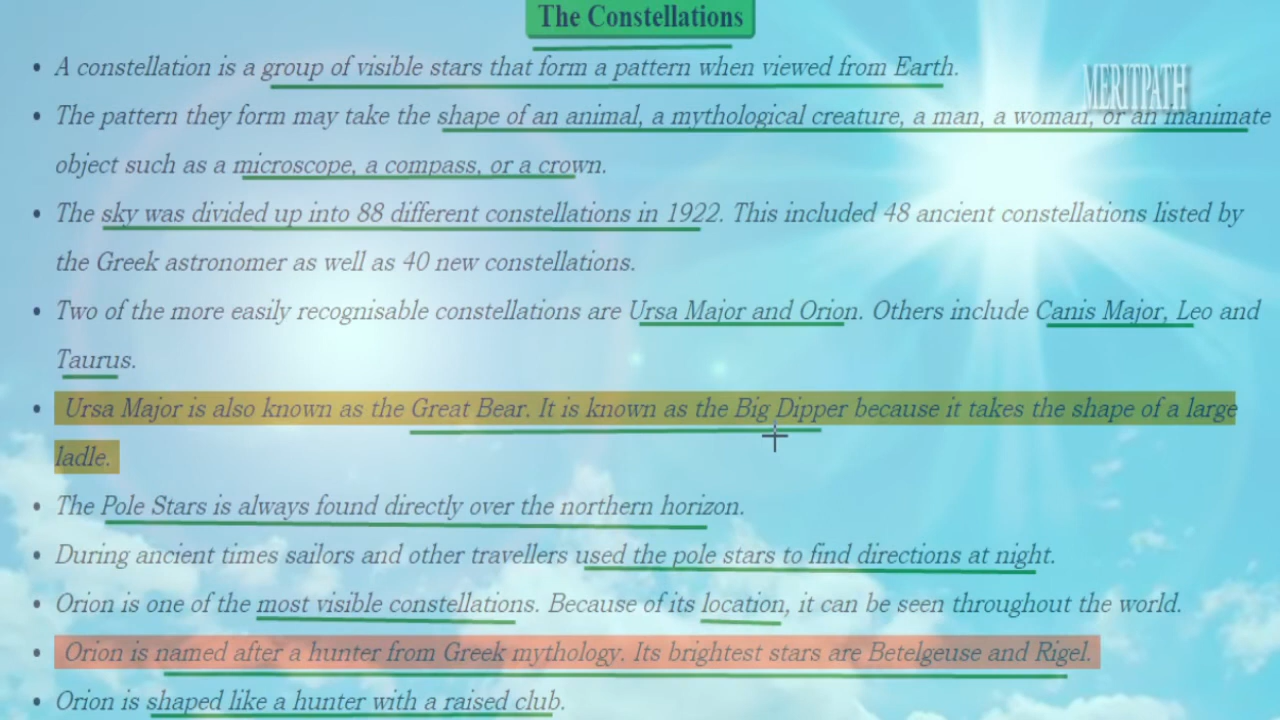 The Constellations
• A constellation is a group of visible stars that form a pattern when viewed from Earth.
MERITPATH
• The pattern they form may take the shape of an animal, a mythological creature, a man, a woman, or an inanimate
object such as a microscope, a compass, or a crown.
• The sky was divided up into 88 different constellations in 1922. This included 48 ancient constellations listed by
the Greek astronomer as well as 40 new constellations.
• Two of the more easily recognisable constellations are Ursa Major and Orion. Others include Canis Major, Leo and
Taurus.
• Ursa Major is also known as the Great Bear. It is known as the Big Dipper because it takes the shape of a large
ladle.
• The Pole Stars is always found directly over the northern horizon.
• During ancient times sailors and other travellers used the pole stars to find directions at night.
• Orion is one of the most visible constellations. Because of its location, it can be seen throughout the world.
• Orion is named after a hunter from Greek mythology. Its brightest stars are Betelgeuse and Rigel.
• Orion is shaped like a hunter with a raised club.